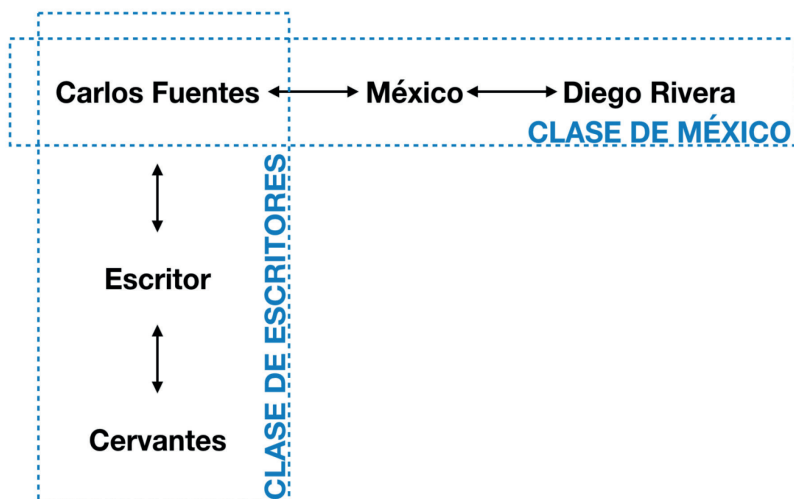 Carlos Fuentes México Diego Rivera
CLASE DE MÉXICO
CLASE DE ESCRITORES
Escritor
Cervantes